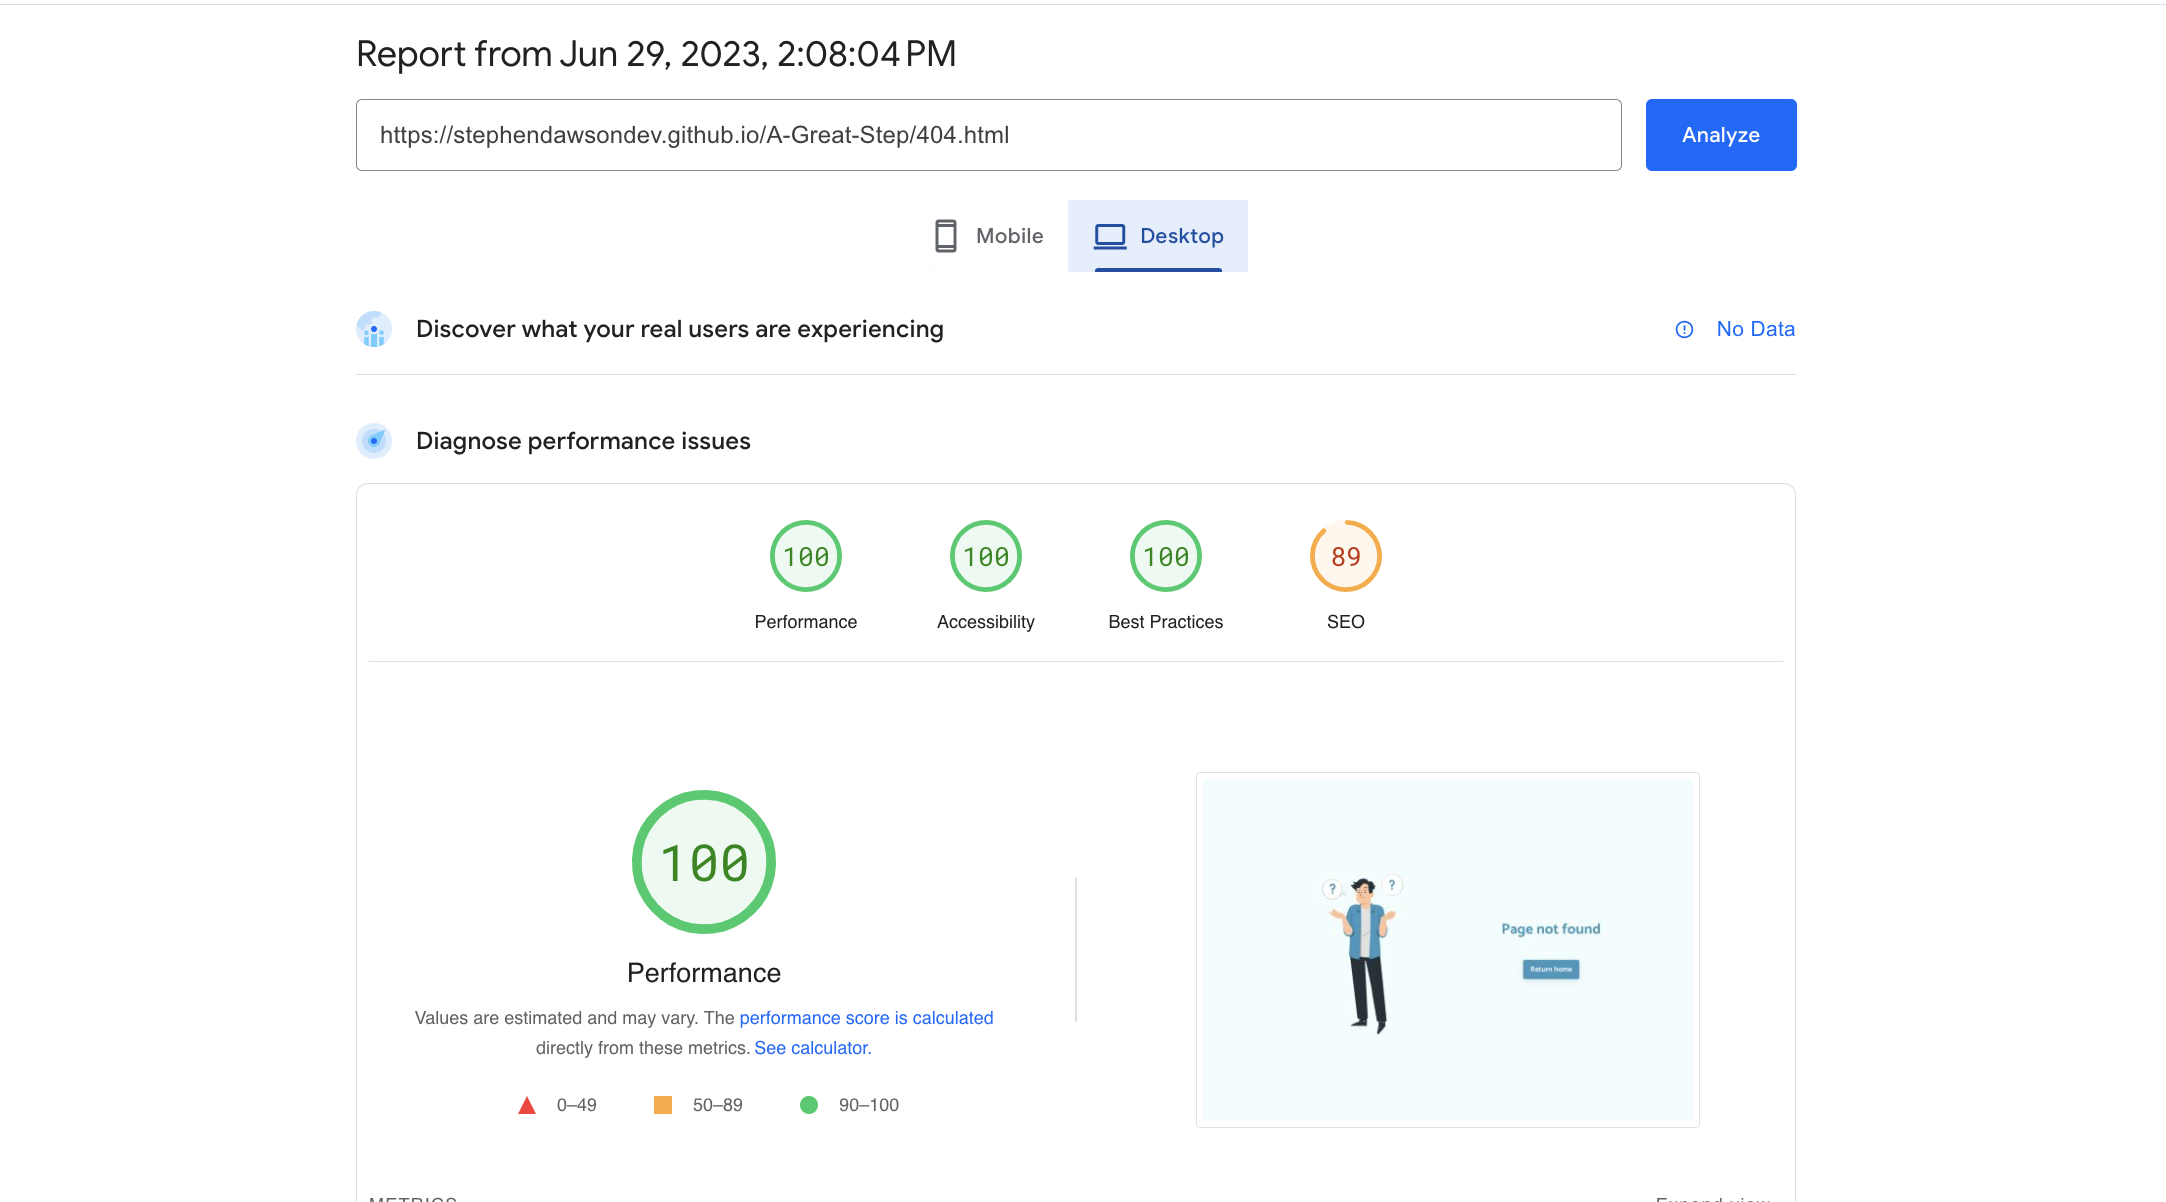 Report from Jun 29, 2023, 2:08:04 PM
https://stephendawsondev.github.io/A-Great-Step/404.html
Analyze
Mobile
Desktop
Discover what your real users are experiencing
No Data
Diagnose performance issues
100
100
100
89
Performance
Accessibility
Best Practices
SEO
100
? ?
Page not found
Return home
Performance
Values are estimated and may vary. The performance score is calculated
directly from these metrics. See calculator.
0–49
50–89
90–100
METRICS
Expand view